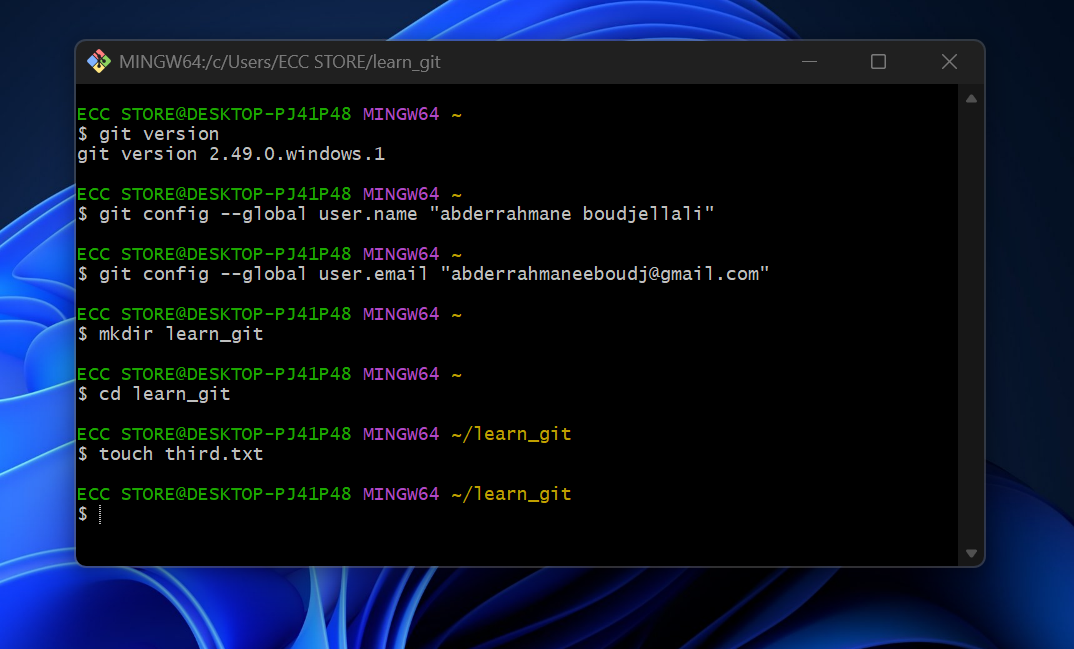 MINGW64:/c/Users/ECC STORE/learn_git
ECC STORE@DESKTOP-PJ41P48 MINGW64 ~
$ git version
git version 2.49.0.windows.1
ECC STORE@DESKTOP-PJ41P48 MINGW64 ~
$ git config --global user.name "abderrahmane boudjellali"
ECC STORE@DESKTOP-PJ41P48 MINGW64 ~
$ git config --global user.email "abderrahmaneeboudj@gmail.com"
ECC STORE@DESKTOP-PJ41P48 MINGW64 ~
$ mkdir learn_git
ECC STORE@DESKTOP-PJ41P48 MINGW64 ~
$ cd learn_git
ECC STORE@DESKTOP-PJ41P48 MINGW64 ~/learn_git
$ touch third.txt
ECC STORE@DESKTOP-PJ41P48 MINGW64 ~/learn_git
$